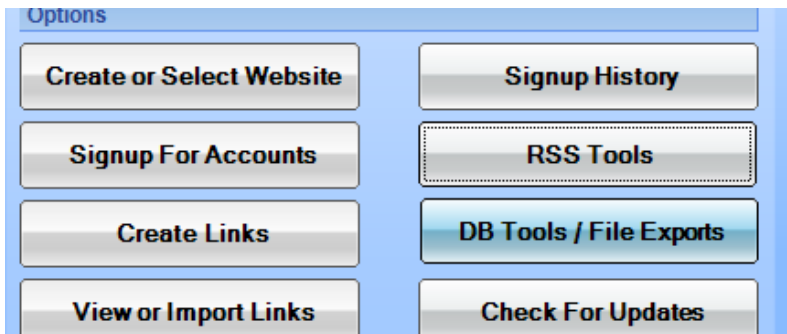 Options
Create or Select Website
Signup History
Signup For Accounts
RSS Tools
Create Links
DB Tools / File Exports
View or Import Links
Check For Updates